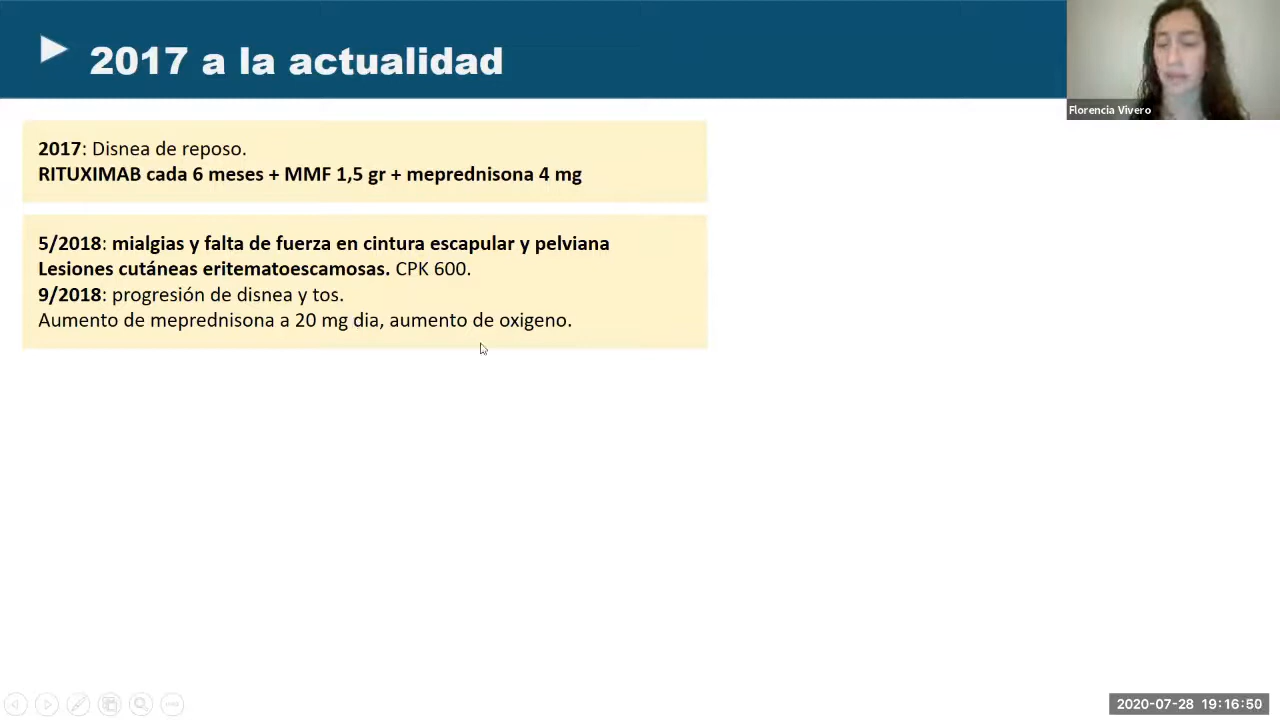 2017 a la actualidad
Florencia Vivero
2017: Disnea de reposo.
RITUXIMAB cada 6 meses + MMF 1,5 gr + meprednisona 4 mg
5/2018: mialgias y falta de fuerza en cintura escapular y pelviana
Lesiones cutáneas eritematoescamosas. CPK 600.
9/2018: progresión de disnea y tos.
Aumento de meprednisona a 20 mg dia, aumento de oxigeno.
2020-07-28 19:16:50